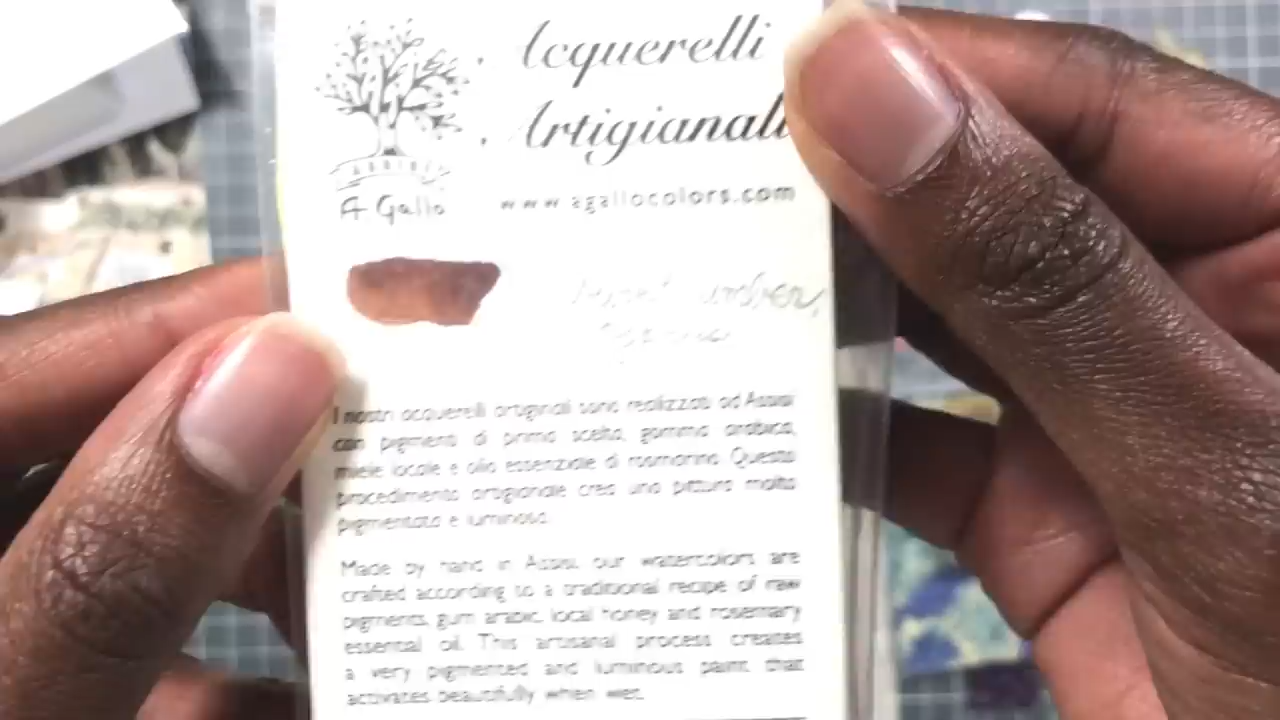 Acquerelli
Artigianali
ASSISI
A. Gallo
www.agallocolors.com
umber,
I nostri acquerelli artiginali sono realizzati ad Assisi
con pigmenti di prima scelta, gomma arabica,
miele locale e olio essenziale di rosmarino. Questo
procedimento artigianale crea una pittura molto
pigmentata e luminosa.
Made by hand in Assisi, our watercolors are
crafted according to a traditional recipe of raw
pigments, gum arabic, local honey and rosemary
essential oil. This artisanal process creates
a very pigmented and luminous paint that
activates beautifully when wet.